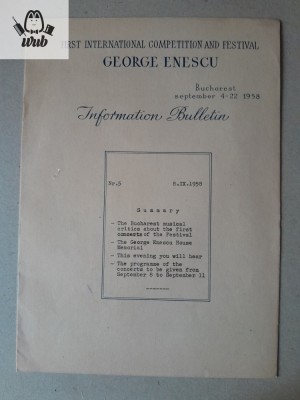 wub
FIRST INTERNATIONAL COMPETITION AND FESTIVAL
GEORGE ENESCU
Bucharest
september 4-22 1958
Information Bulletin
Nr.5
8.IX.1958
Summary
- The Bucharest musical
critics about the first
concerts of the Festival
- The George Enescu House
Memorial
- This evening you will hear
- The programme of the
concerts to be given from
September 8 to September 11